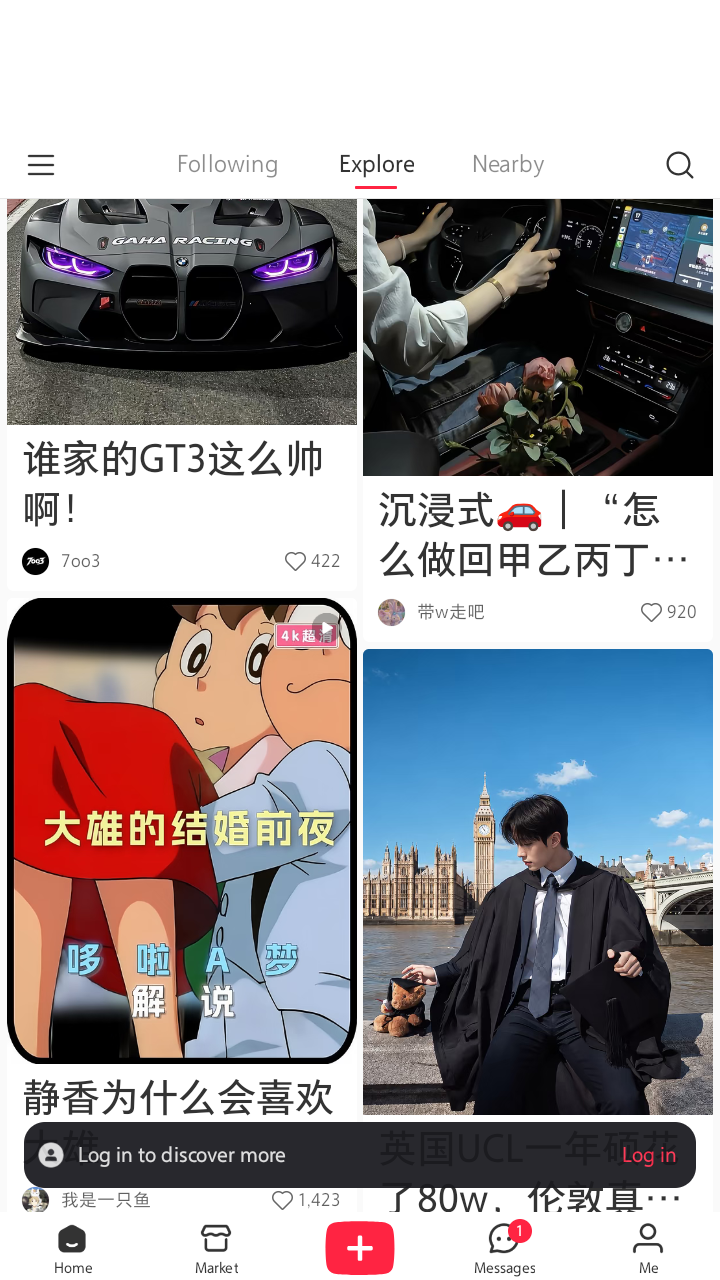 Following
Explore
Nearby
GAHA RACING
谁家的GT3这么帅
啊！
7oo3
422
沉浸式🚗｜ “怎
么做回甲乙丙丁…
带w走吧
920
4k超清
大雄的结婚前夜
哆啦A梦
解说
静香为什么会喜欢
大雄
我是一只鱼
1,423
英国UCL一年硕花
了80w，伦敦真…
Log in to discover more
Log in
Home
Market
1
Messages
Me